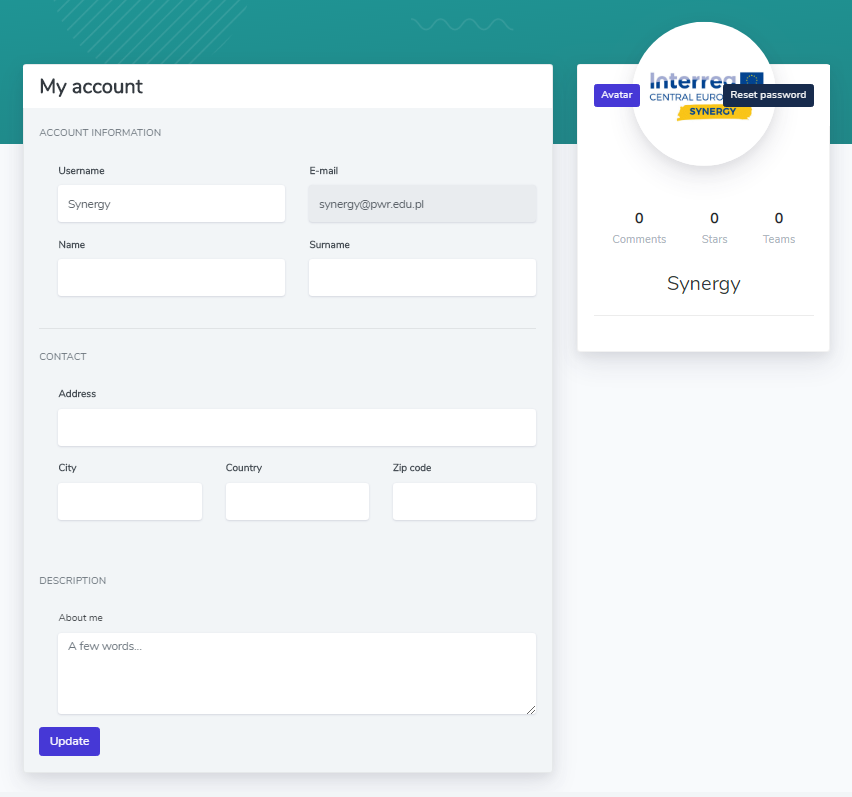 My account
ACCOUNT INFORMATION
Username
E-mail
Synergy
synergy@pwr.edu.pl
Name
Surname
CONTACT
Address
City
Country
Zip code
DESCRIPTION
About me
A few words...
Update
Interreg
CENTRAL EURO
SYNERGY
Avatar
Reset password
0
0
0
Comments
Stars
Teams
Synergy